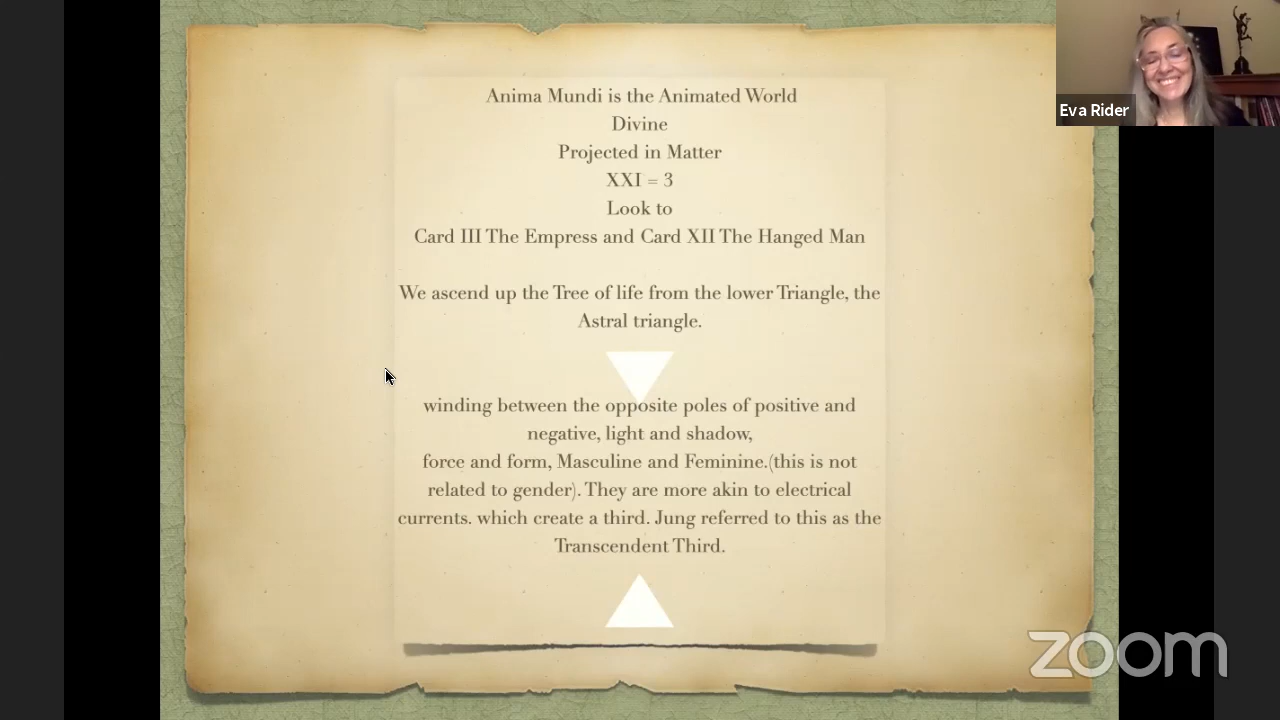 Anima Mundi is the Animated World
Divine
Projected in Matter
XXI = 3
Look to
Card III The Empress and Card XII The Hanged Man
We ascend up the Tree of life from the lower Triangle, the
Astral triangle.
winding between the opposite poles of positive and
negative, light and shadow,
force and form, Masculine and Feminine.(this is not
related to gender). They are more akin to electrical
currents. which create a third. Jung referred to this as the
Transcendent Third.
Eva Rider
zoom